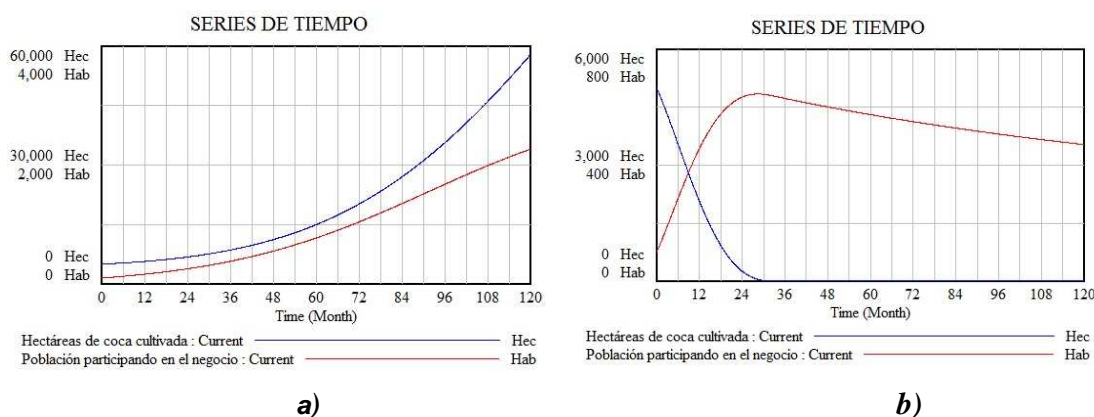 SERIES DE TIEMPO
60,000 Hec
4,000 Hab
30,000 Hec
2,000 Hab
0 Hec
0 Hab
0 12 24 36 48 60 72 84 96 108 120
Time (Month)
Hectáreas de coca cultivada : Current Hec
Población participando en el negocio : Current Hab
a)
SERIES DE TIEMPO
6,000 Hec
800 Hab
3,000 Hec
400 Hab
0 Hec
0 Hab
0 12 24 36 48 60 72 84 96 108 120
Time (Month)
Hectáreas de coca cultivada : Current Hec
Población participando en el negocio : Current Hab
b)